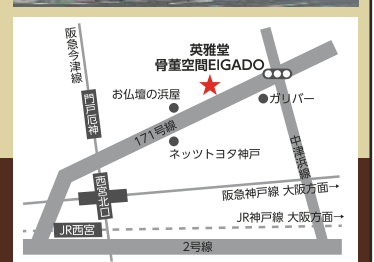 英雅堂
骨董空間EIGADO
阪急今津線
お仏壇の浜屋
ガリバー
門戸厄神
171号線
ネッツトヨタ神戸
中津浜線
西宮北口
阪急神戸線 大阪方面→
JR神戸線 大阪方面→
JR西宮
2号線